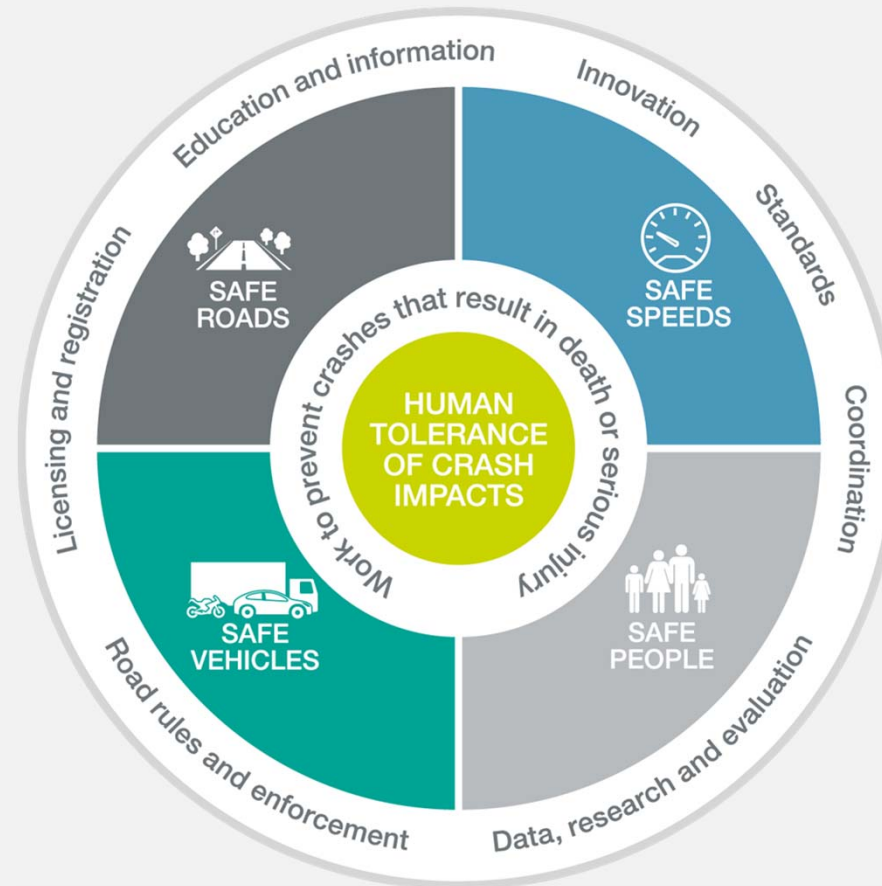 Education and information
Innovation
Standards
Coordination
Data, research and evaluation
Road rules and enforcement
Licensing and registration
SAFE
ROADS
SAFE
SPEEDS
SAFE
VEHICLES
SAFE
PEOPLE
Work to prevent crashes that result in death or serious injury
HUMAN
TOLERANCE
OF CRASH
IMPACTS